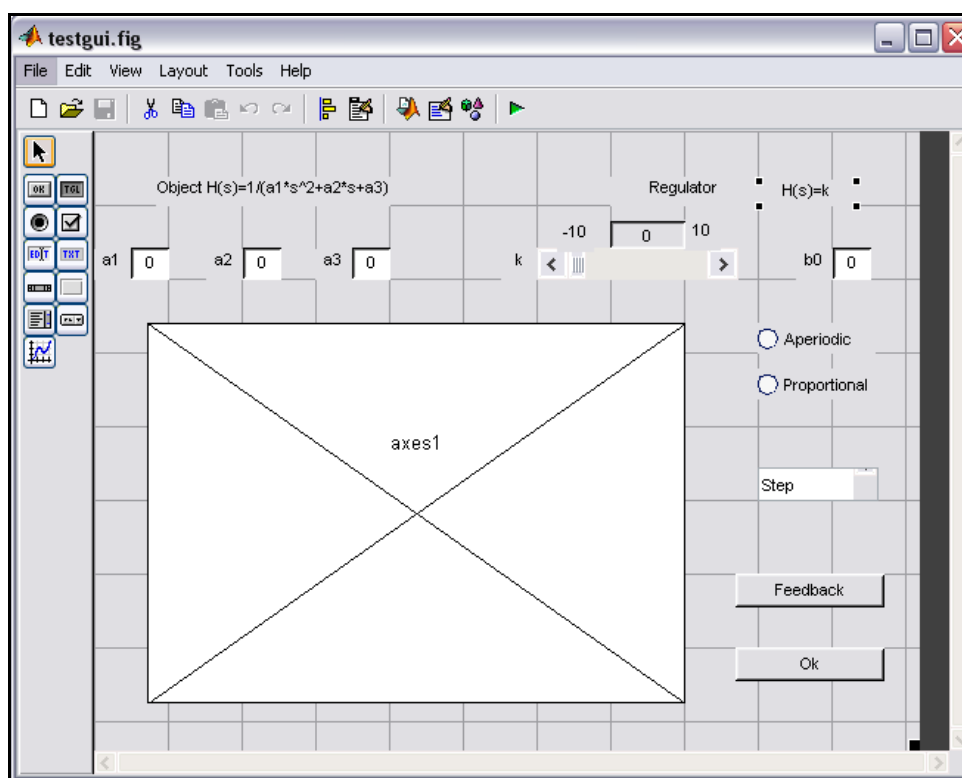 testgui.fig
File Edit View Layout Tools Help
OK TGL
EDIT TXT
Object H(s)=1/(a1*s^2+a2*s+a3) Regulator H(s)=k
-10 0 10
a1 0 a2 0 a3 0 k b0 0
Aperiodic
Proportional
axes1
Step
Feedback
Ok